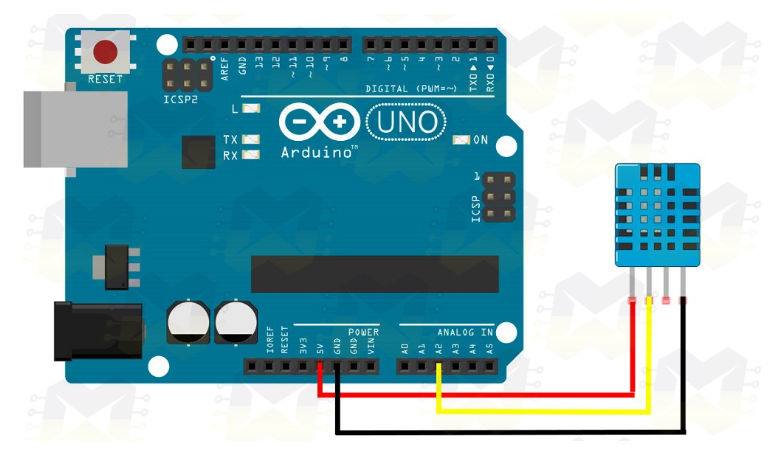 RESET
ICSP2
AREF
GND
13
12
~11
~10
~9
8
7
~6
~5
4
~3
2
TX0 ▶ 1
RX0 ◀ 0
DIGITAL (PWM=~)
L
TX
RX
Arduino™
UNO
ON
1
ICSP
IOREF
RESET
3V3
5V
GND
GND
VIN
POWER
ANALOG IN
A0
A1
A2
A3
A4
A5